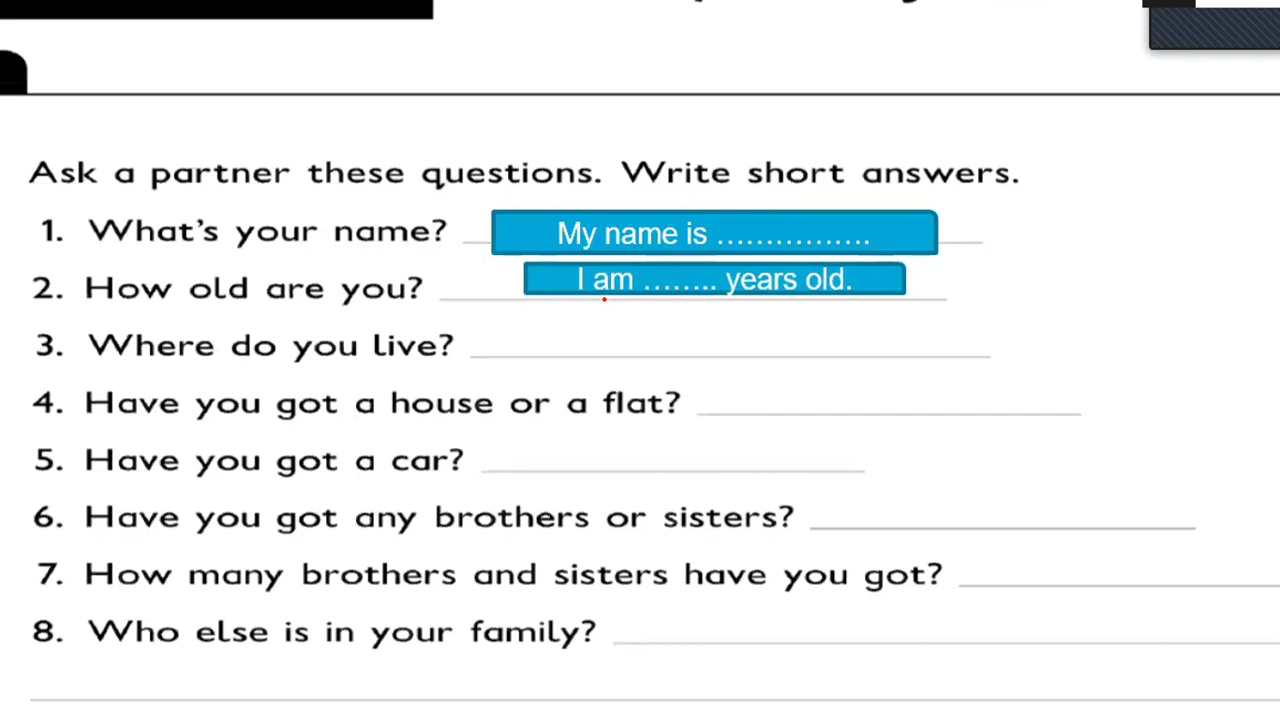 Ask a partner these questions. Write short answers.
1. What's your name? My name is ................
2. How old are you? I am ........ years old.
3. Where do you live?
4. Have you got a house or a flat?
5. Have you got a car?
6. Have you got any brothers or sisters?
7. How many brothers and sisters have you got?
8. Who else is in your family?